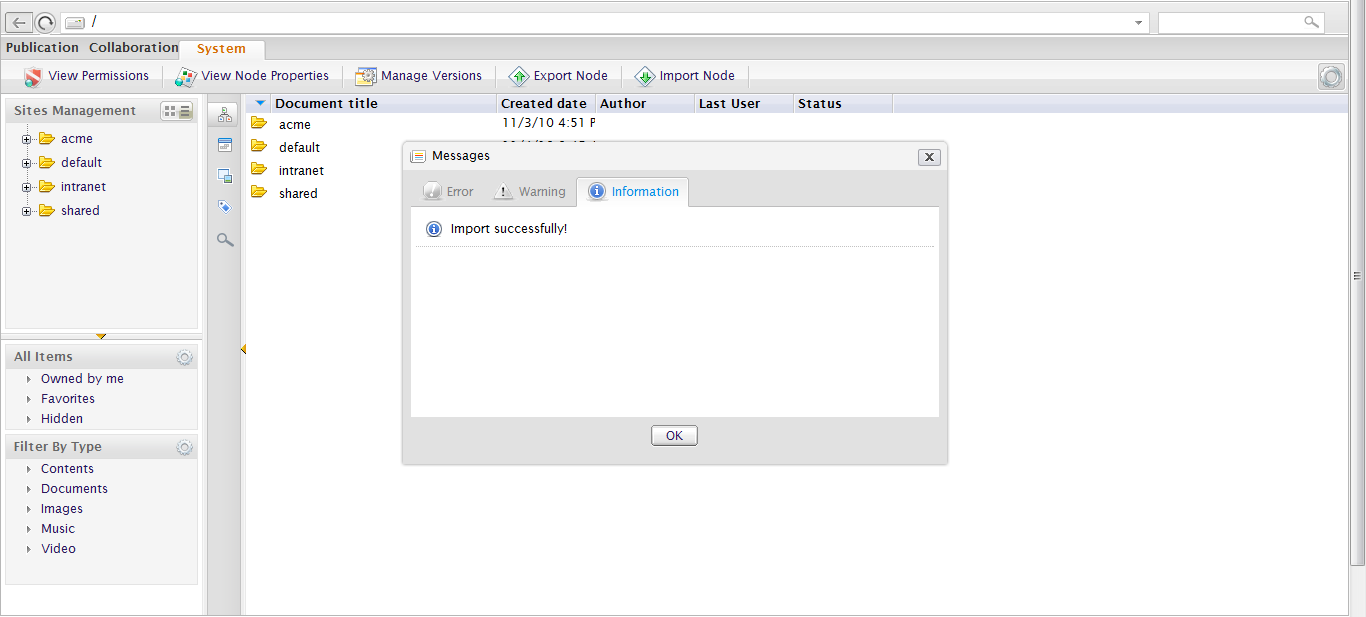 /
Publication Collaboration System
View Permissions View Node Properties Manage Versions Export Node Import Node
Sites Management
acme
default
intranet
shared
All Items
Owned by me
Favorites
Hidden
Filter By Type
Contents
Documents
Images
Music
Video
Document title Created date Author Last User Status
acme 11/3/10 4:51 P
default
intranet
shared
Messages
Error Warning Information
Import successfully!
OK